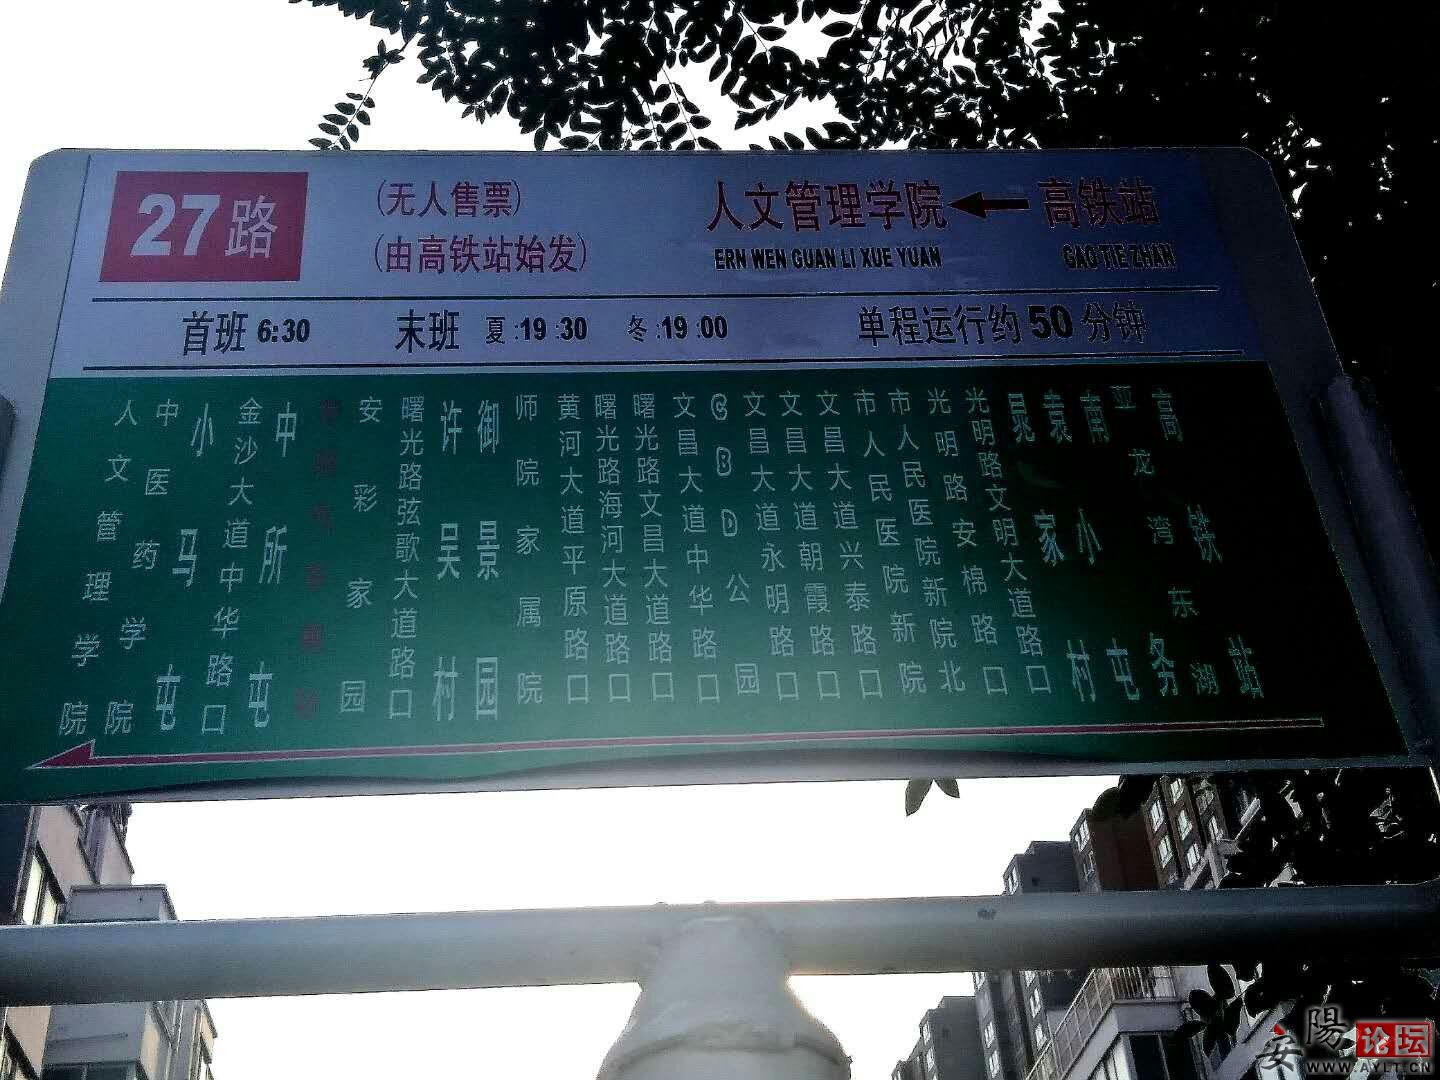 27路
(无人售票)
(由高铁站始发)
人文管理学院←高铁站
ERN WEN GUAN LI XUE YUAN GAO TIE ZHAN
首班 6:30 末班 夏:19:30 冬:19:00 单程运行约50分钟
人文管理学院
中医药学院
小马屯
金沙大道中华路口
中所屯
安彩家园
曙光路弦歌大道路口
许吴村
御景园
师院家属院
黄河大道平原路口
曙光路海河大道路口
曙光路文昌大道路口
文昌大道中华路口
CBD公园
文昌大道永明路口
文昌大道朝霞路口
文昌大道兴泰路口
市人民医院新院
市人民医院新院北
光明路安棉路口
光明路文明大道路口
晁家村
袁小屯
南务
亚龙湾东湖
高铁站
安陽论坛
WWW.AYLT.CN